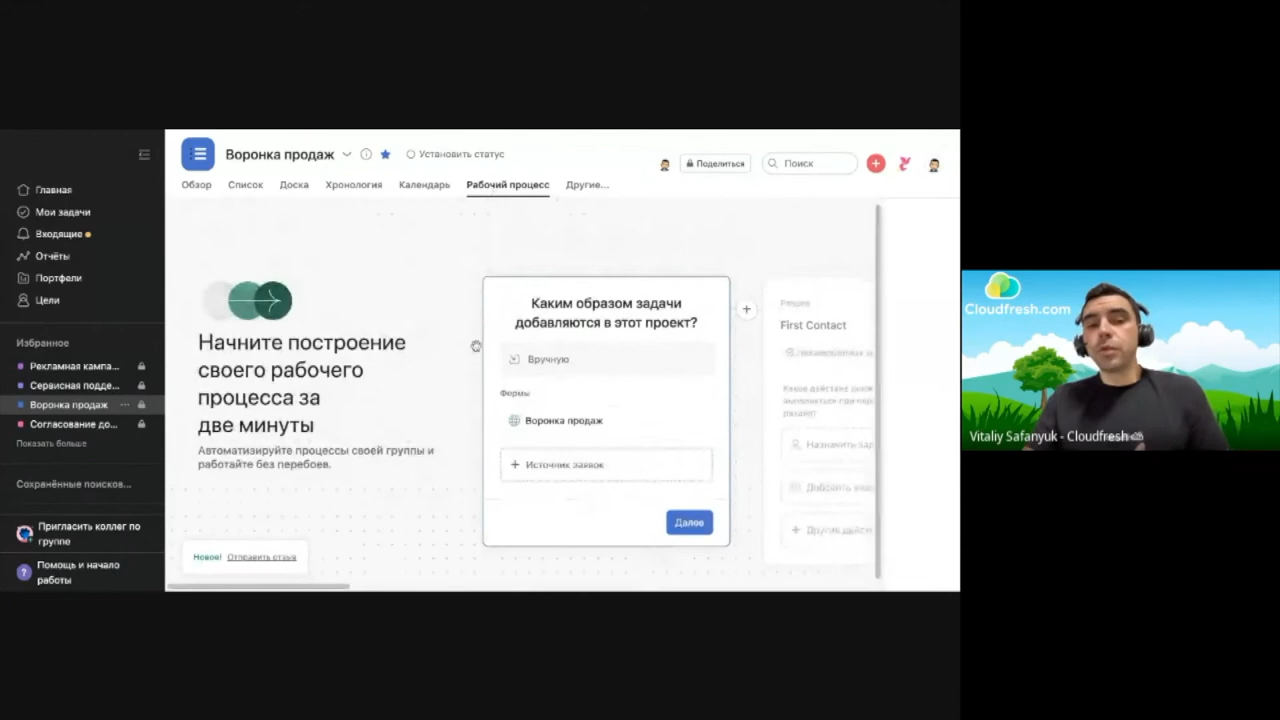 Воронка продаж
Установить статус
Поделиться
Поиск
Обзор
Список
Доска
Хронология
Календарь
Рабочий процесс
Другие...
Главная
Мои задачи
Входящие
Отчёты
Портфели
Цели
Избранное
Рекламная кампа...
Сервисная подде...
Воронка продаж
Согласование до...
Показать больше
Сохранённые поисков...
Пригласить коллег по
группе
Помощь и начало
работы
Начните построение
своего рабочего
процесса за
две минуты
Автоматизируйте процессы своей группы и
работайте без перебоев.
Новое! Отправить отзыв
Каким образом задачи
добавляются в этот проект?
Вручную
Формы
Воронка продаж
Источник заявок
Далее
Раздел
First Contact
Назначить зад
Cloudfresh.com
Vitaliy Safanyuk - Cloudfresh